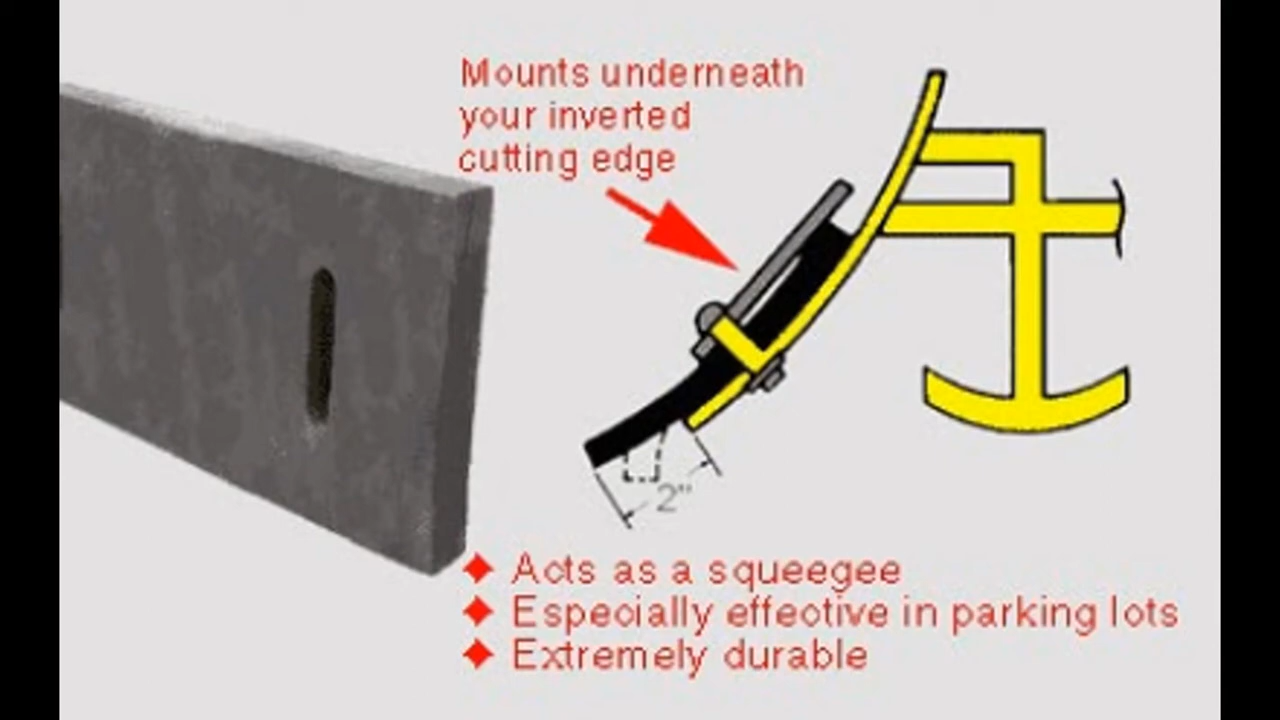 Mounts underneath
your inverted
cutting edge
2"
Acts as a squeegee
Especially effective in parking lots
Extremely durable